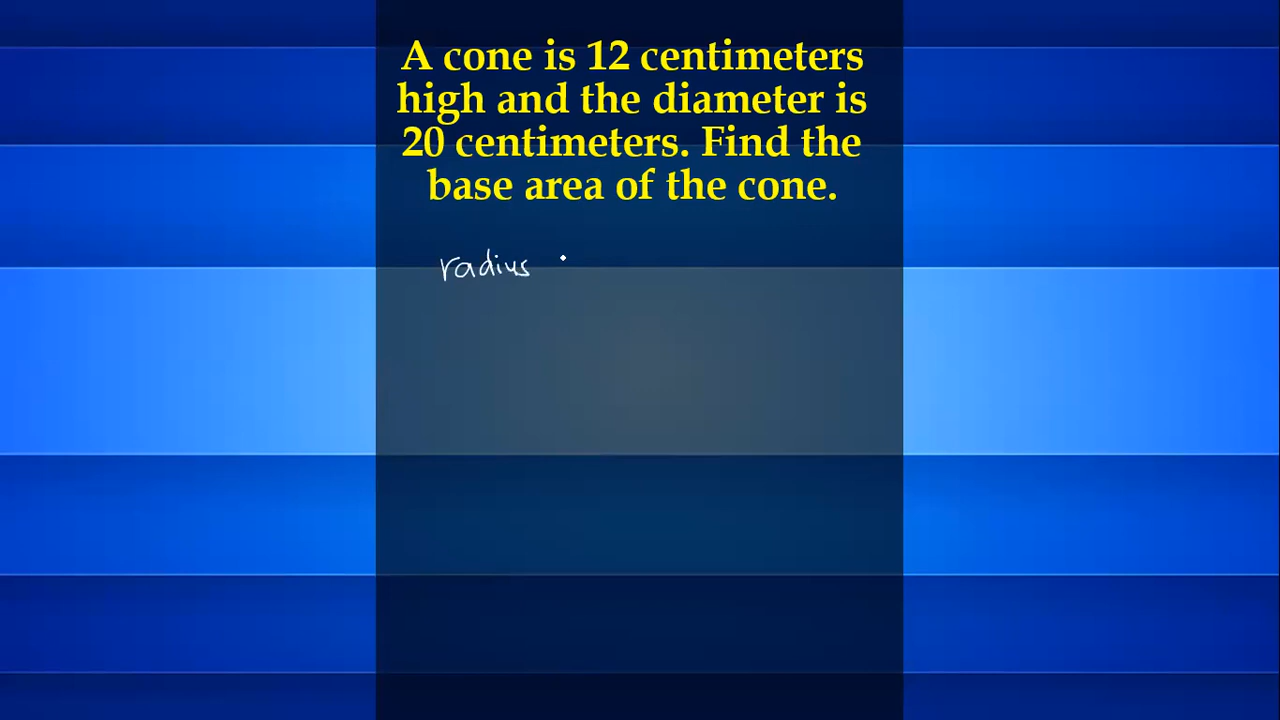 A cone is 12 centimeters
high and the diameter is
20 centimeters. Find the
base area of the cone.
radius